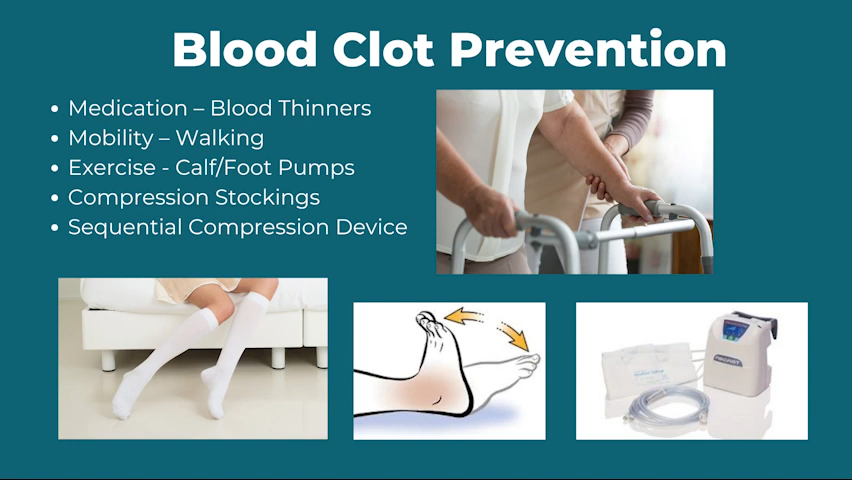 Blood Clot Prevention
• Medication – Blood Thinners
• Mobility – Walking
• Exercise - Calf/Foot Pumps
• Compression Stockings
• Sequential Compression Device